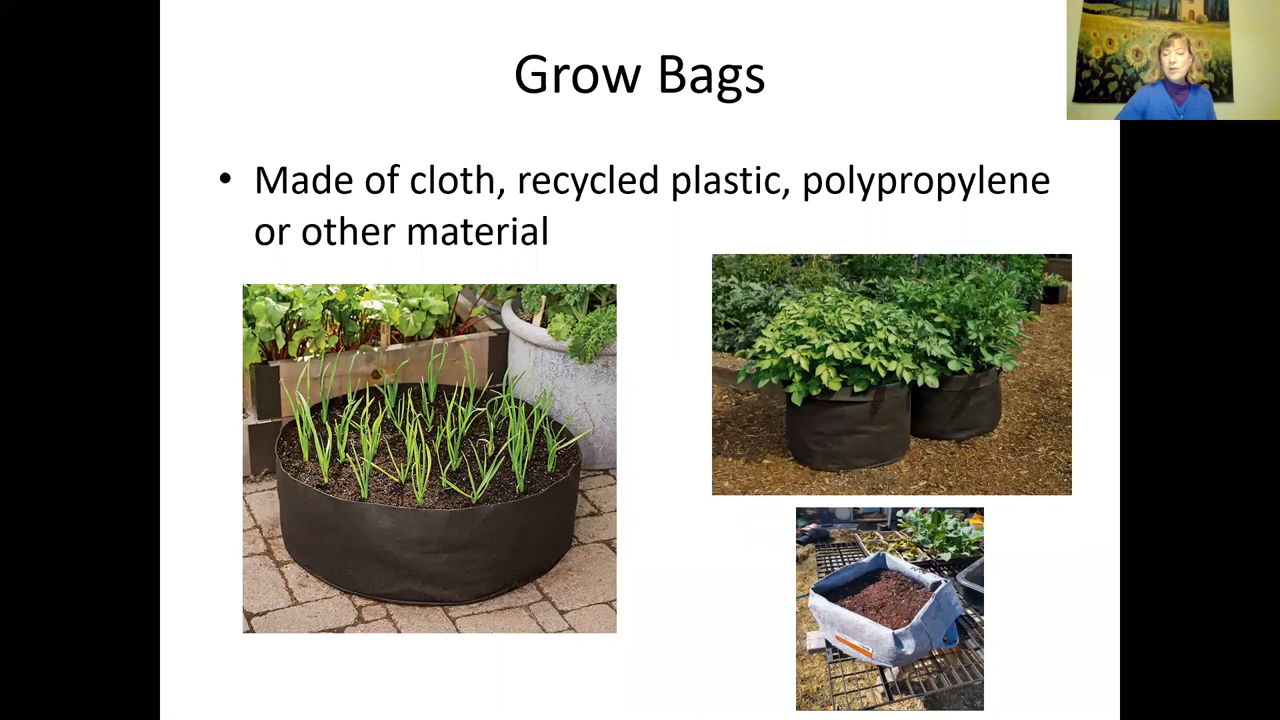 Grow Bags
• Made of cloth, recycled plastic, polypropylene
or other material